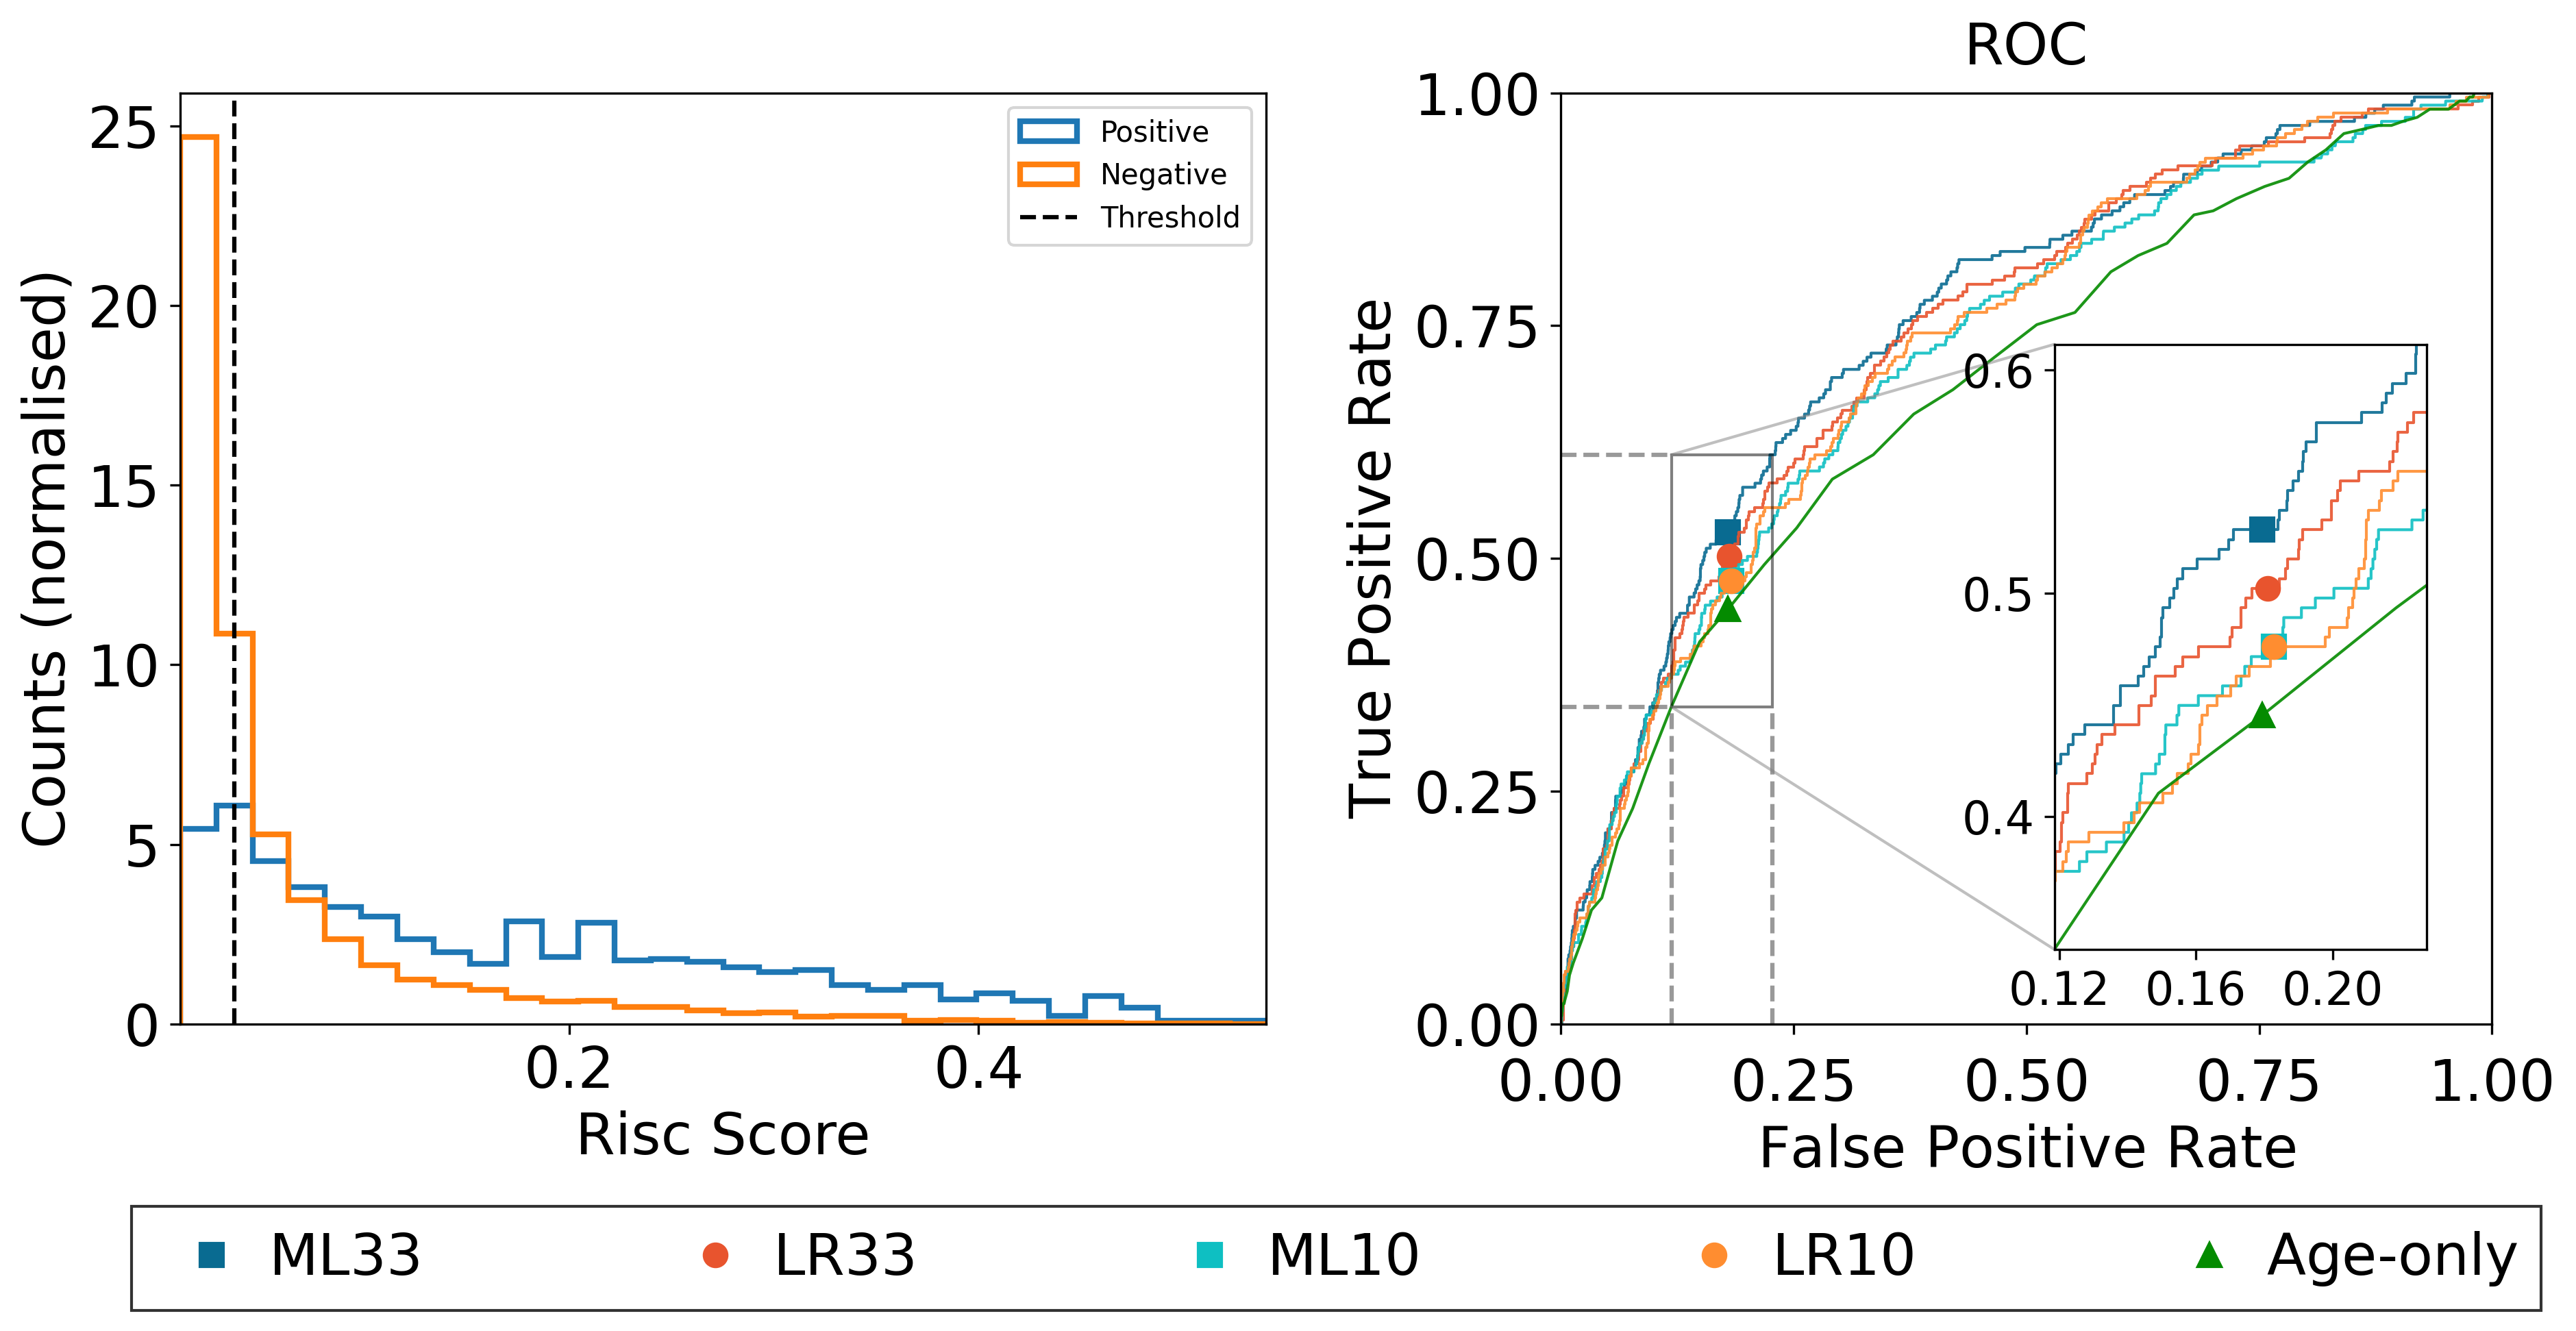 25
20
15
10
5
0
Counts (normalised)
0.2
0.4
Risc Score
Positive
Negative
Threshold
ROC
1.00
0.75
0.50
0.25
0.00
True Positive Rate
0.00
0.25
0.50
0.75
1.00
False Positive Rate
0.6
0.5
0.4
0.12
0.16
0.20
ML33 LR33 ML10 LR10 Age-only